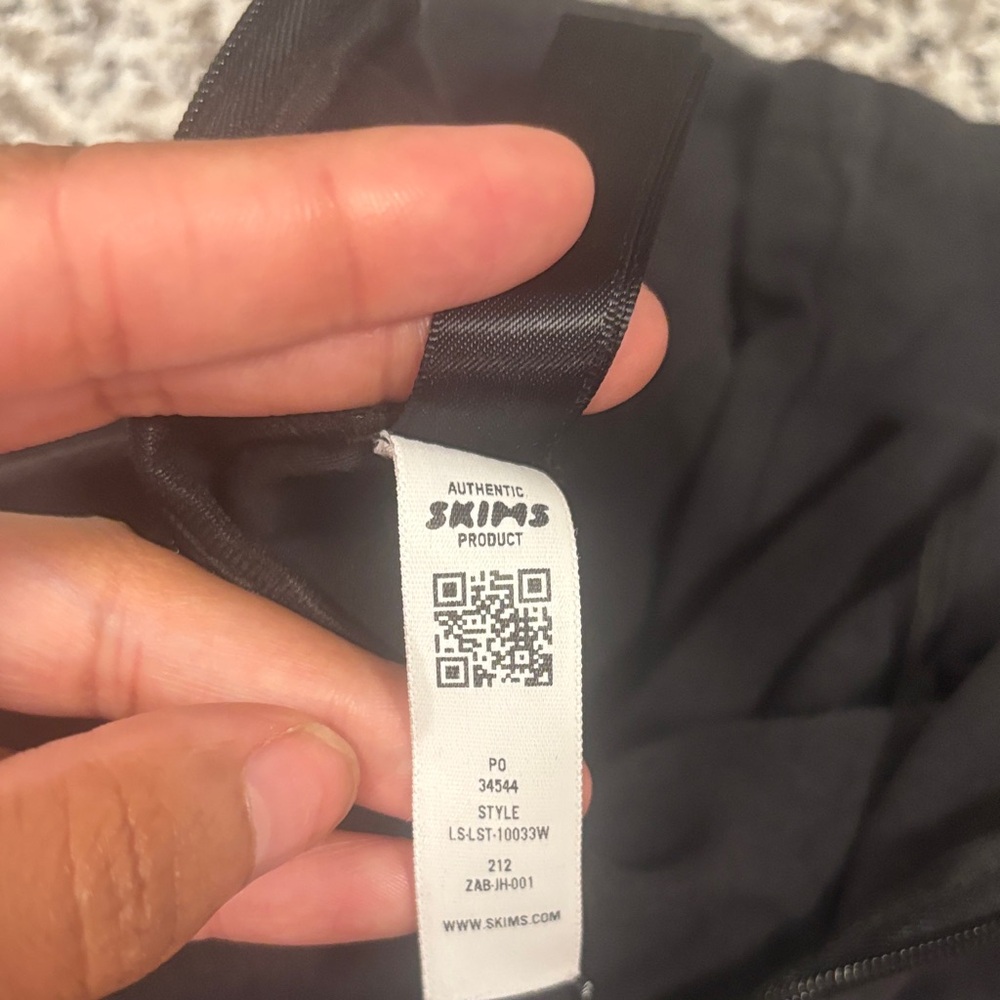 AUTHENTIC
SKIMS
PRODUCT
PO
34544
STYLE
LS-LST-10033W
212
ZAB-JH-001
WWW.SKIMS.COM